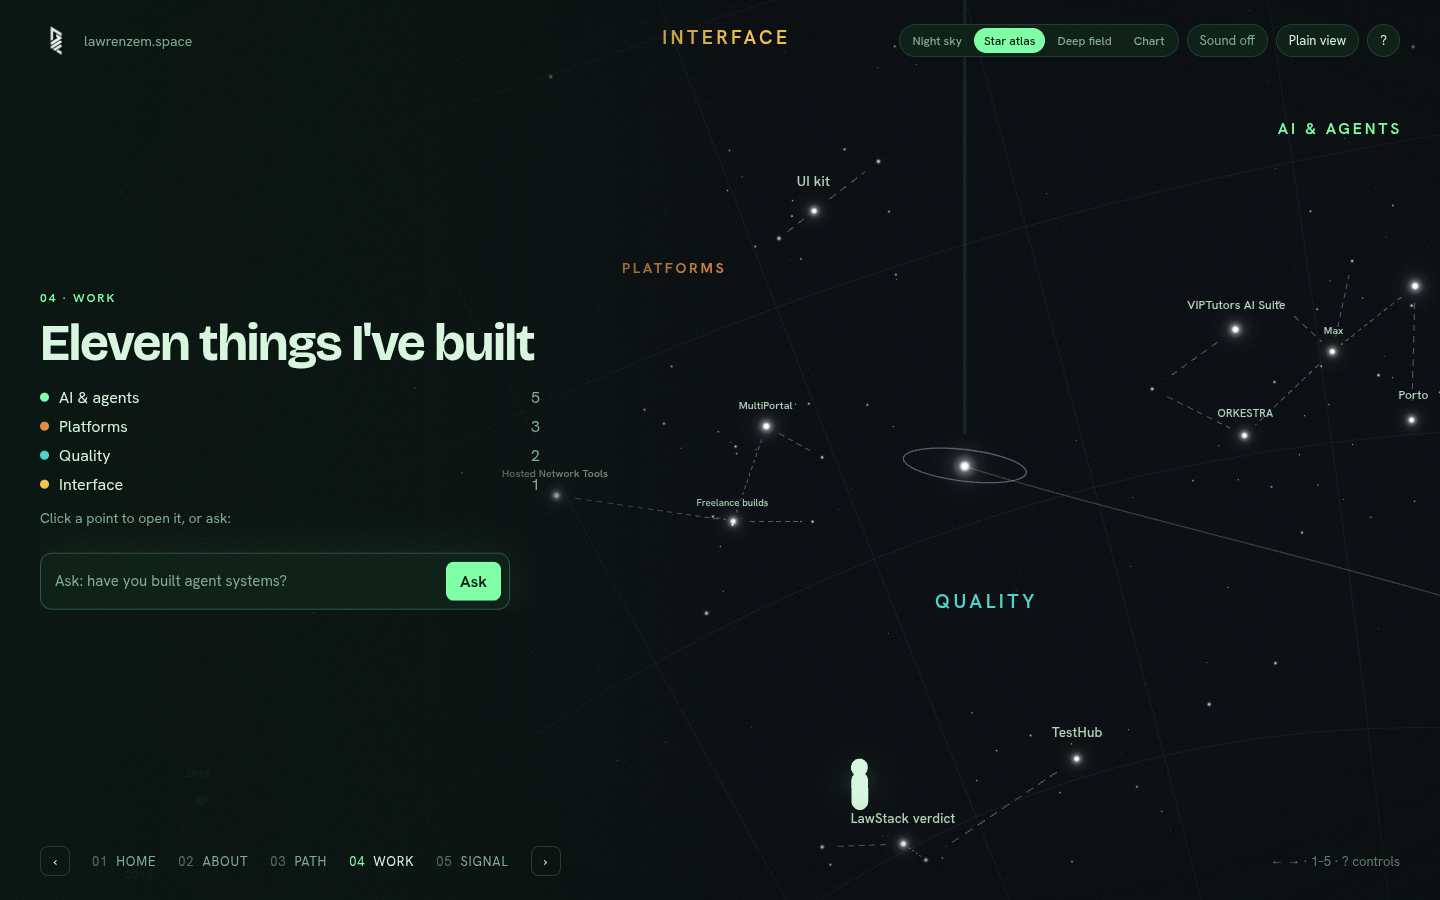 lawrenzem.space
INTERFACE
Night sky
Star atlas
Deep field
Chart
Sound off
Plain view
?
AI & AGENTS
UI kit
PLATFORMS
04 · WORK
Eleven things I've built
AI & agents 5
Platforms 3
Quality 2
Interface 1
Click a point to open it, or ask:
Ask: have you built agent systems?
Ask
VIPTutors AI Suite
Max
Porto
ORKESTRA
MultiPortal
Hosted Network Tools
Freelance builds
QUALITY
TestHub
LawStack verdict
‹
01 HOME
02 ABOUT
03 PATH
04 WORK
05 SIGNAL
›
← → · 1-5 · ? controls